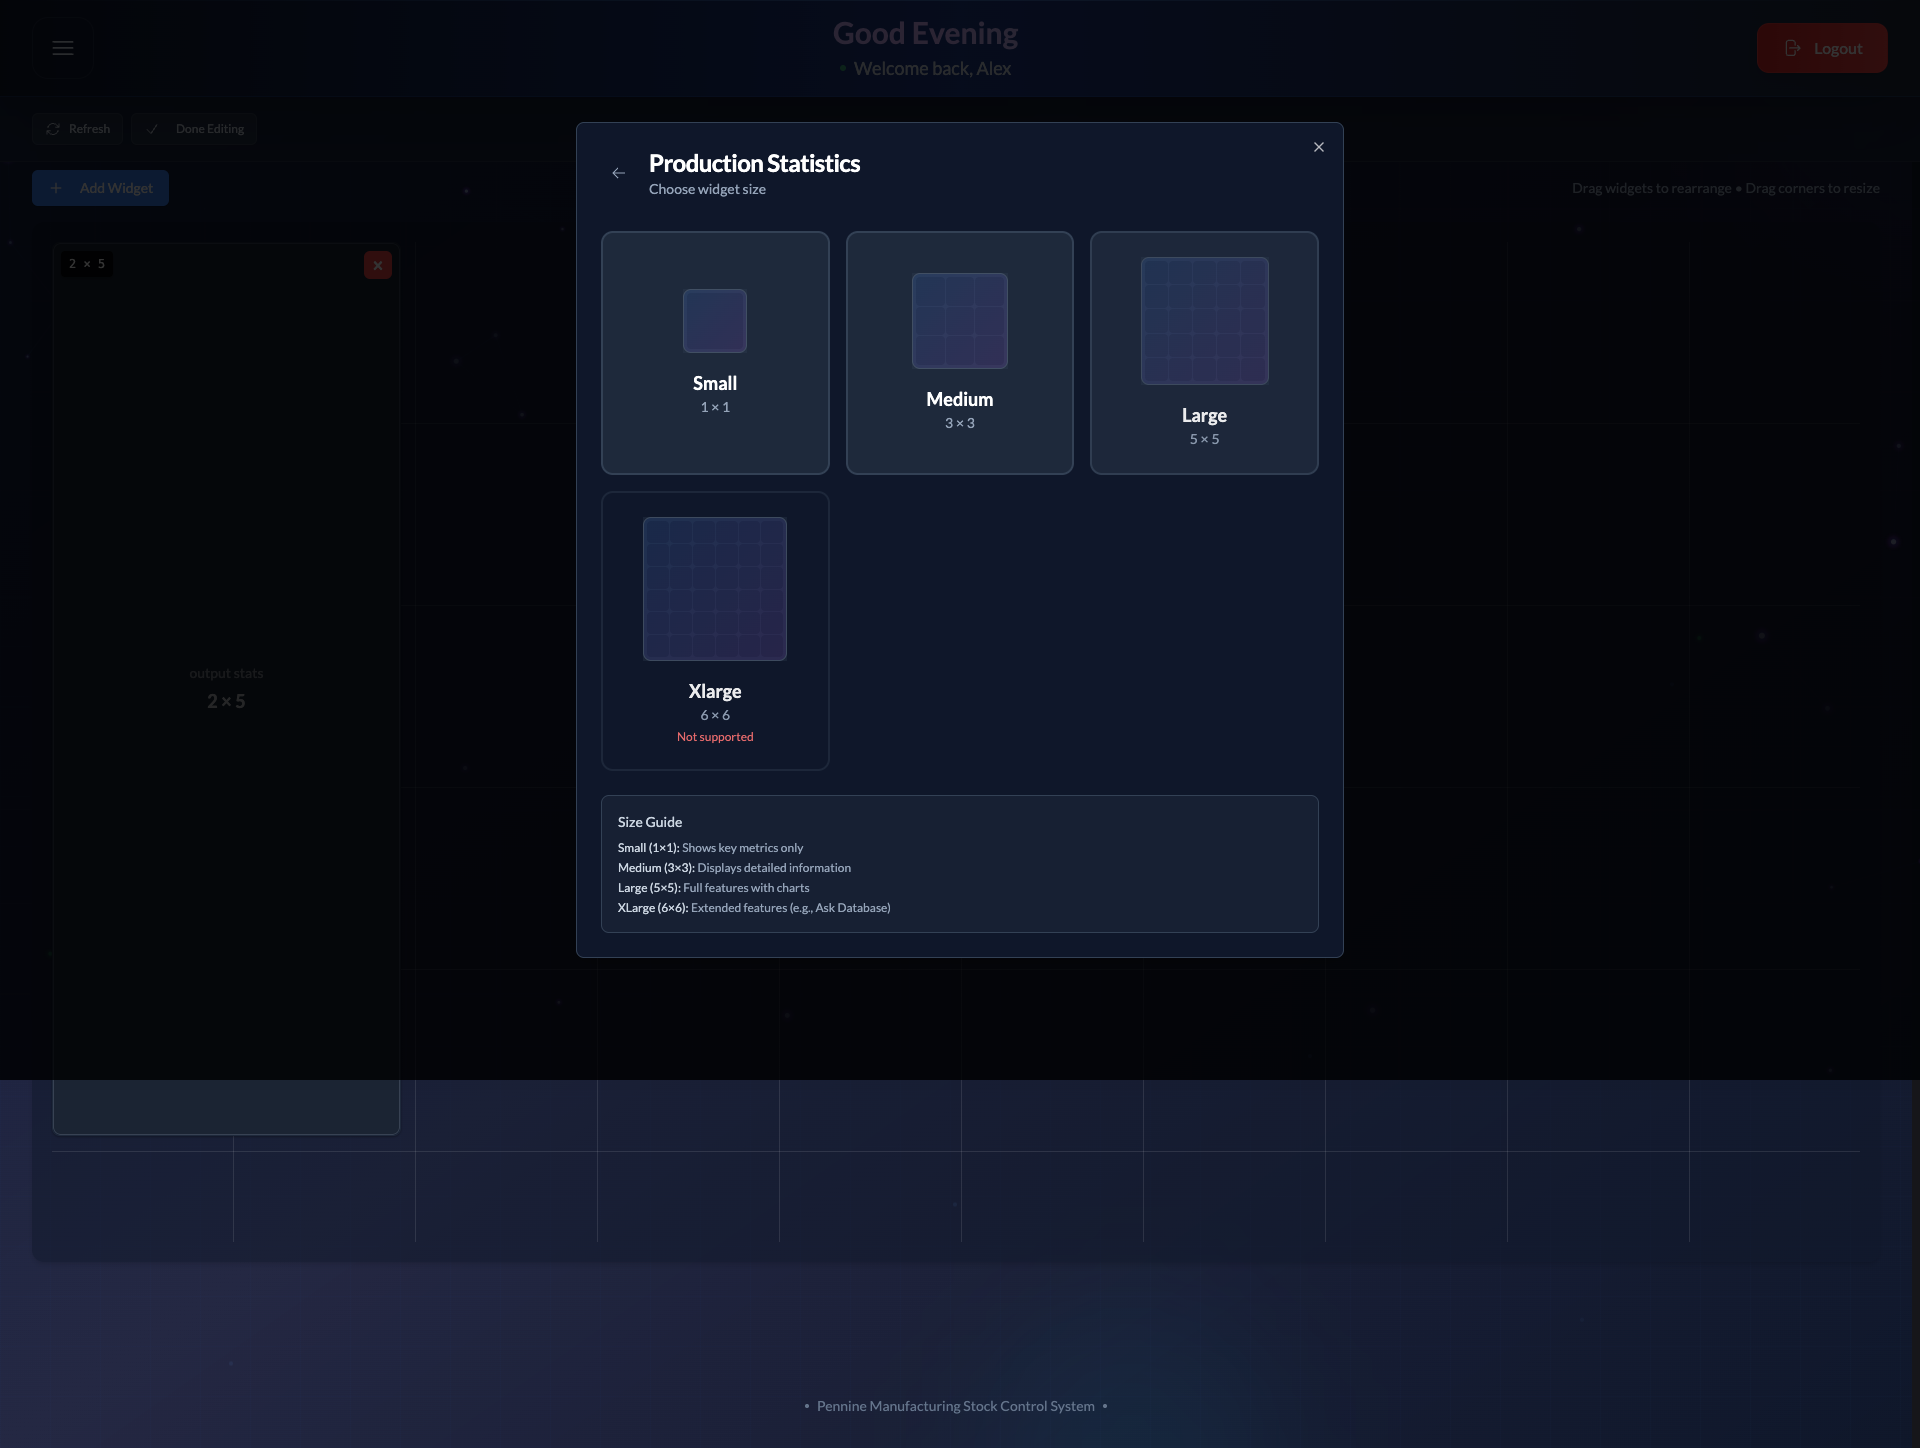 Good Evening
Welcome back, Alex
Logout
Refresh
Done Editing
Add Widget
Drag widgets to rearrange • Drag corners to resize
2 × 5
output stats
2 × 5
Production Statistics
Choose widget size
Small
1 × 1
Medium
3 × 3
Large
5 × 5
Xlarge
6 × 6
Not supported
Size Guide
Small (1×1): Shows key metrics only
Medium (3×3): Displays detailed information
Large (5×5): Full features with charts
XLarge (6×6): Extended features (e.g., Ask Database)
• Pennine Manufacturing Stock Control System •